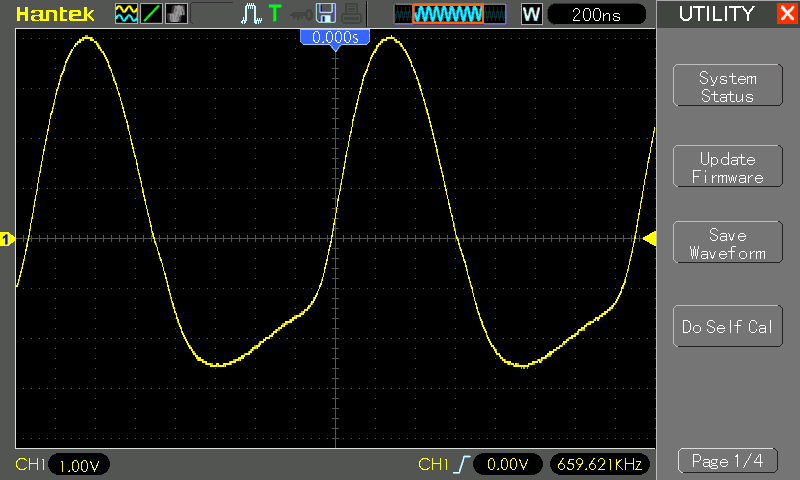 Hantek
T
W
200ns
UTILITY
X
0.000s
System
Status
Update
Firmware
1
Save
Waveform
Do Self Cal
CH1 1.00V
CH1 0.00V 659.621KHz
Page 1/4